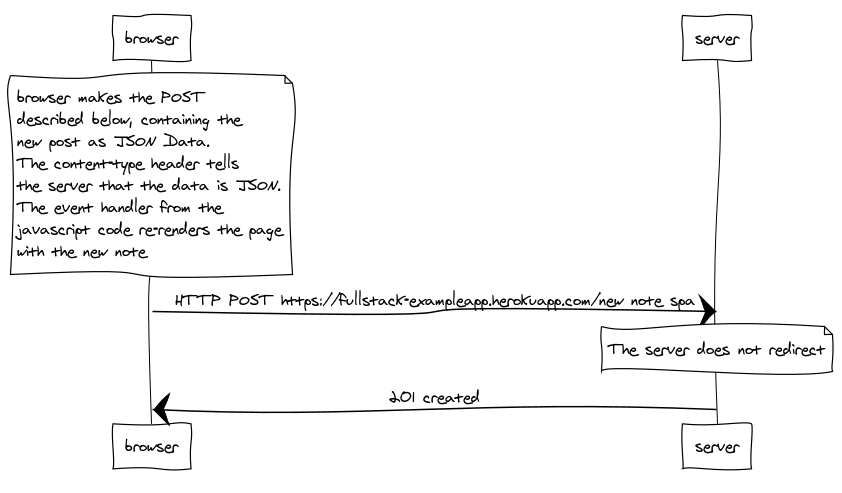 browser
server
browser makes the POST
described below, containing the
new post as JSON Data.
The content-type header tells
the server that the data is JSON.
The event handler from the
javascript code re-renders the page
with the new note
HTTP POST https://fullstack-exampleapp.herokuapp.com/new note spa
The server does not redirect
201 created
browser
server